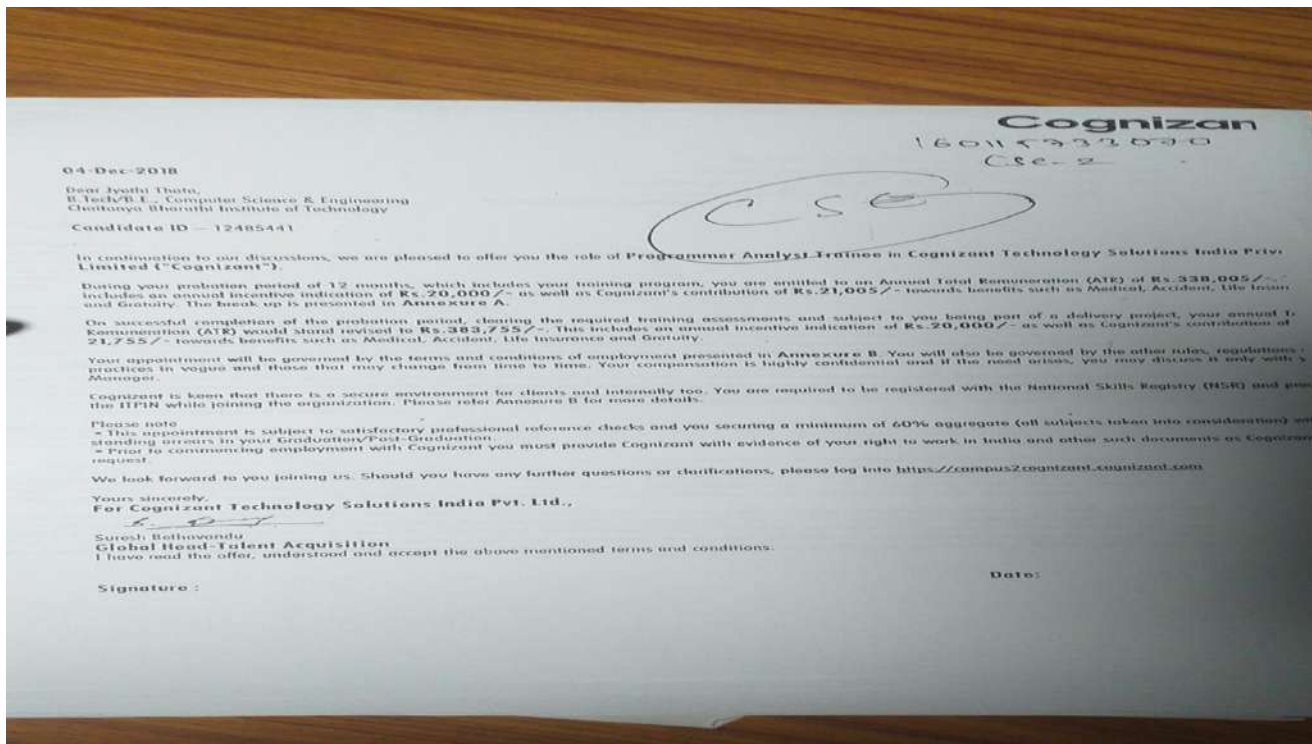 Cognizan
CSE-2
04-Dec-2018
Dear Jyothi Thota,
B.Tech/B.E., Computer Science & Engineering
Chaitanya Bharathi Institute of Technology
CSE
Candidate ID – 12485441
In continuation to our discussions, we are pleased to offer you the role of Programmer Analyst Trainee in Cognizant Technology Solutions India Priv
Limited ("Cognizant").
During your probation period of 12 months, which includes your training program, you are entitled to an Annual Total Remuneration (ATR) of Rs.338,005/-.
includes an annual incentive indication of Rs.20,000/- as well as Cognizant's contribution of Rs.21,005/- towards benefits such as Medical, Accident, Life Insuran
and Gratuity. The break up is presented in Annexure A.
On successful completion of the probation period, clearing the required training assessments and subject to you being part of a delivery project, your annual T
Remuneration (ATR) would stand revised to Rs.383,755/-. This includes an annual incentive indication of Rs.20,000/- as well as Cognizant's contribution of
21,755/- towards benefits such as Medical, Accident, Life Insurance and Gratuity.
Your appointment will be governed by the terms and conditions of employment presented in Annexure B. You will also be governed by the other rules, regulations
practices in vogue and those that may change from time to time. Your compensation is highly confidential and if the need arises, you may discuss it only with y
Manager.
Cognizant is keen that there is a secure environment for clients and internally too. You are required to be registered with the National Skills Registry (NSR) and
the ITPIN while joining the organization. Please refer Annexure B for more details.
Please note
* This appointment is subject to satisfactory professional reference checks and you securing a minimum of 60% aggregate (all subjects taken into consideration)
standing arrears in your Graduation/Post-Graduation.
* Prior to commencing employment with Cognizant you must provide Cognizant with evidence of your right to work in India and other such documents as Cognizan
request.
We look forward to you joining us. Should you have any further questions or clarifications, please log into https://campus2cognizant.cognizant.com
Yours sincerely,
For Cognizant Technology Solutions India Pvt. Ltd.,
Suresh Bethavandu
Global Head-Talent Acquisition
I have read the offer, understood and accept the above mentioned terms and conditions.
Signature :
Date: